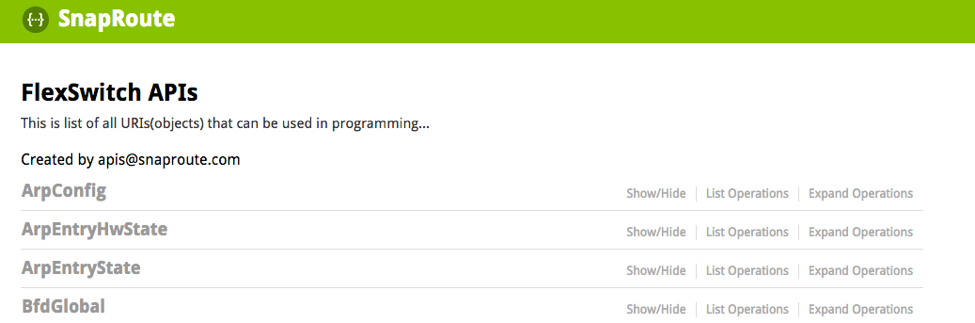 {···} SnapRoute
FlexSwitch APIs
This is list of all URIs(objects) that can be used in programming...
Created by apis@snaproute.com
ArpConfig Show/Hide List Operations Expand Operations
ArpEntryHwState Show/Hide List Operations Expand Operations
ArpEntryState Show/Hide List Operations Expand Operations
BfdGlobal Show/Hide List Operations Expand Operations